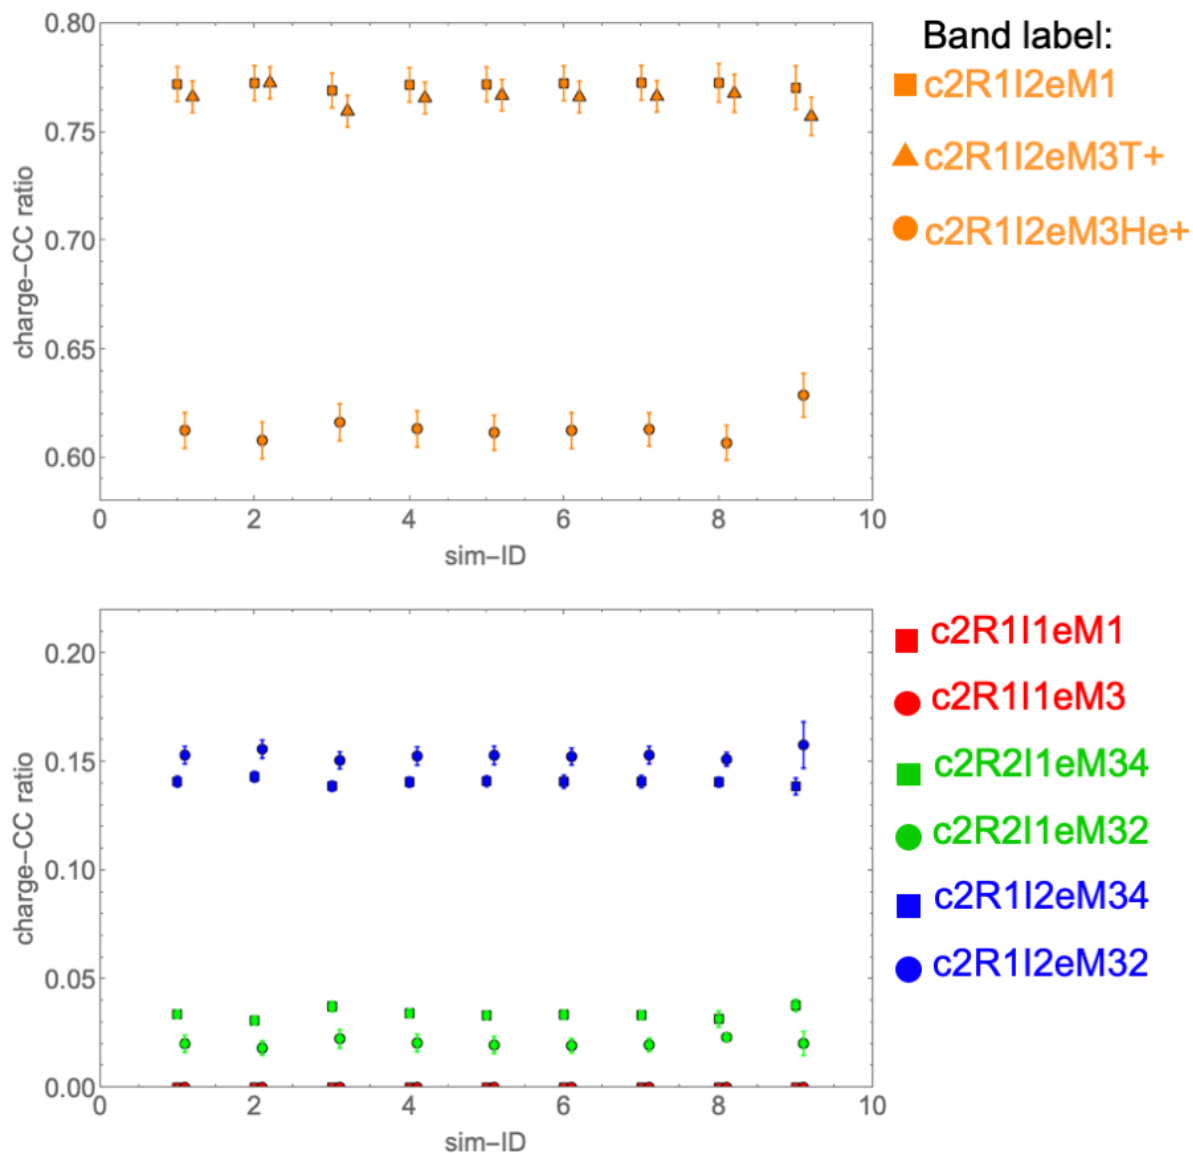 Band label:
c2R1I2eM1
c2R1I2eM3T+
c2R1I2eM3He+
charge−CC ratio
0.80
0.75
0.70
0.65
0.60
0 2 4 6 8 10
sim−ID
c2R1I1eM1
c2R1I1eM3
c2R2I1eM34
c2R2I1eM32
c2R1I2eM34
c2R1I2eM32
charge−CC ratio
0.20
0.15
0.10
0.05
0.00
0 2 4 6 8 10
sim−ID